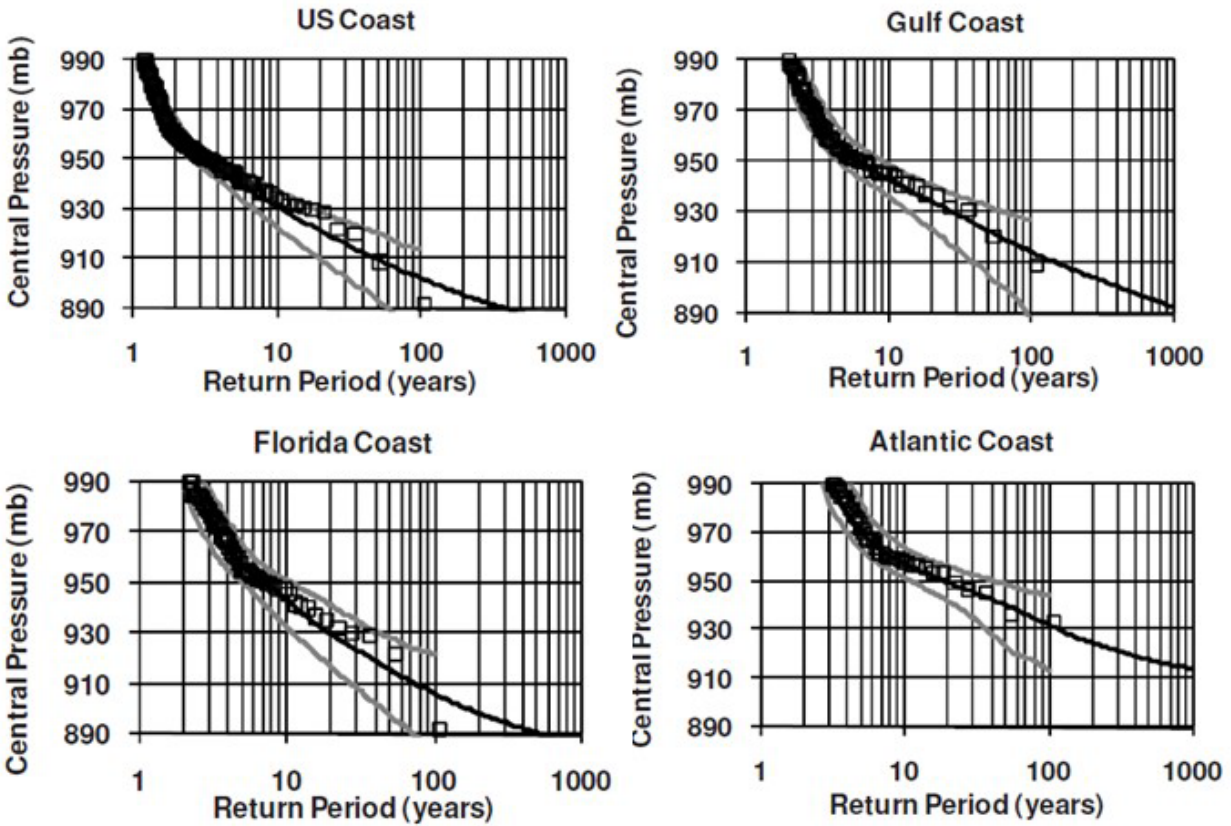 US Coast
Central Pressure (mb)
990
970
950
930
910
890
1 10 100 1000
Return Period (years)
Gulf Coast
Central Pressure (mb)
990
970
950
930
910
890
1 10 100 1000
Return Period (years)
Florida Coast
Central Pressure (mb)
990
970
950
930
910
890
1 10 100 1000
Return Period (years)
Atlantic Coast
Central Pressure (mb)
990
970
950
930
910
890
1 10 100 1000
Return Period (years)